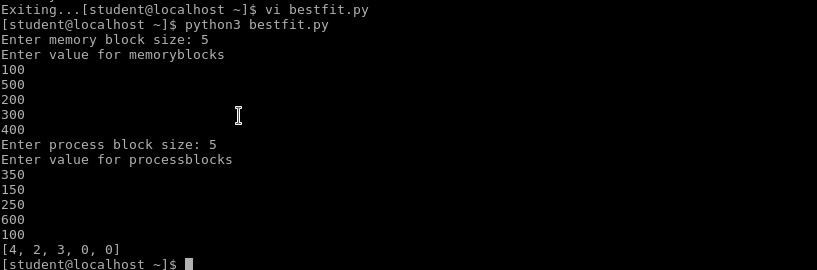 Exiting...[student@localhost ~]$ vi bestfit.py
[student@localhost ~]$ python3 bestfit.py
Enter memory block size: 5
Enter value for memoryblocks
100
500
200
300
400
Enter process block size: 5
Enter value for processblocks
350
150
250
600
100
[4, 2, 3, 0, 0]
[student@localhost ~]$